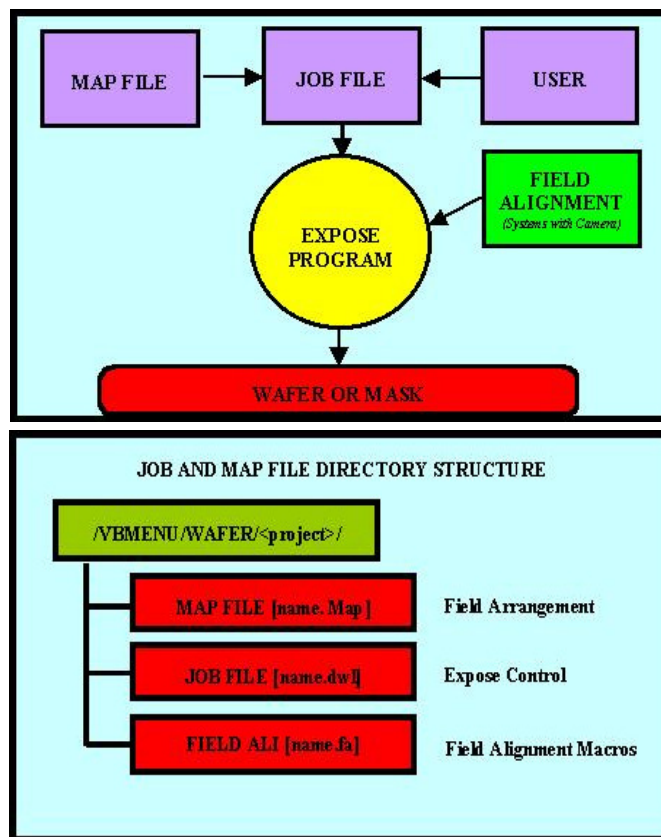 MAP FILE
JOB FILE
USER
FIELD
ALIGNMENT
(Systems with Camera)
EXPOSE
PROGRAM
WAFER OR MASK
JOB AND MAP FILE DIRECTORY STRUCTURE
/VBMENU/WAFER/<project>/
MAP FILE [name. Map]
Field Arrangement
JOB FILE [name.dwl]
Expose Control
FIELD ALI [name.fa]
Field Alignment Macros